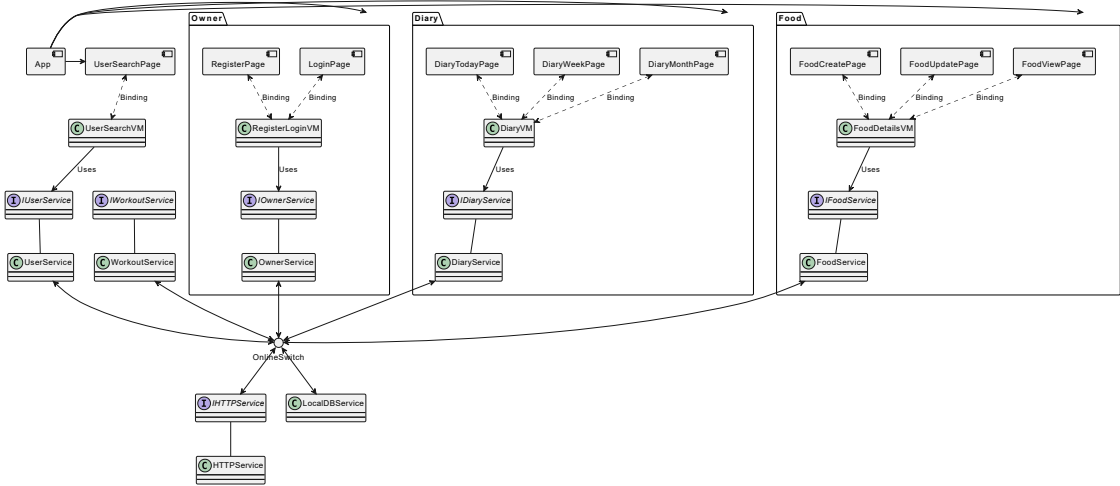 Owner
Diary
Food
App
UserSearchPage
RegisterPage
LoginPage
DiaryTodayPage
DiaryWeekPage
DiaryMonthPage
FoodCreatePage
FoodUpdatePage
FoodViewPage
Binding
Binding
Binding
Binding
Binding
Binding
Binding
Binding
Binding
C UserSearchVM
C RegisterLoginVM
C DiaryVM
C FoodDetailsVM
Uses
Uses
Uses
Uses
I IUserService
I IWorkoutService
I IOwnerService
I IDiaryService
I IFoodService
C UserService
C WorkoutService
C OwnerService
C DiaryService
C FoodService
OnlineSwitch
I IHTTPService
C LocalDBService
C HTTPService